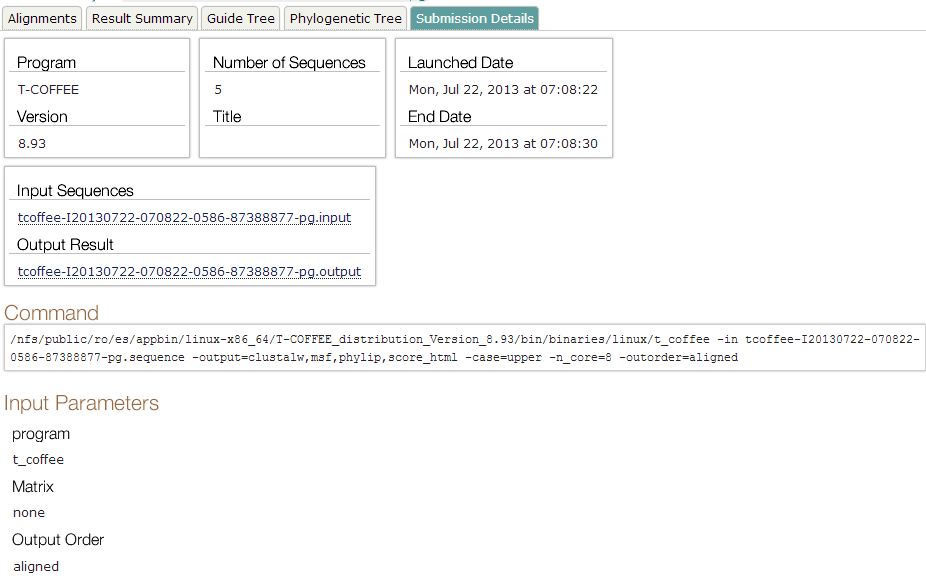 Alignments Result Summary Guide Tree Phylogenetic Tree Submission Details
Program
T-COFFEE
Version
8.93
Number of Sequences
5
Title
Launched Date
Mon, Jul 22, 2013 at 07:08:22
End Date
Mon, Jul 22, 2013 at 07:08:30
Input Sequences
tcoffee-I20130722-070822-0586-87388877-pg.input
Output Result
tcoffee-I20130722-070822-0586-87388877-pg.output
Command
/nfs/public/ro/es/appbin/linux-x86_64/T-COFFEE_distribution_Version_8.93/bin/binaries/linux/t_coffee -in tcoffee-I20130722-070822-
0586-87388877-pg.sequence -output=clustalw,msf,phylip,score_html -case=upper -n_core=8 -outorder=aligned
Input Parameters
program
t_coffee
Matrix
none
Output Order
aligned